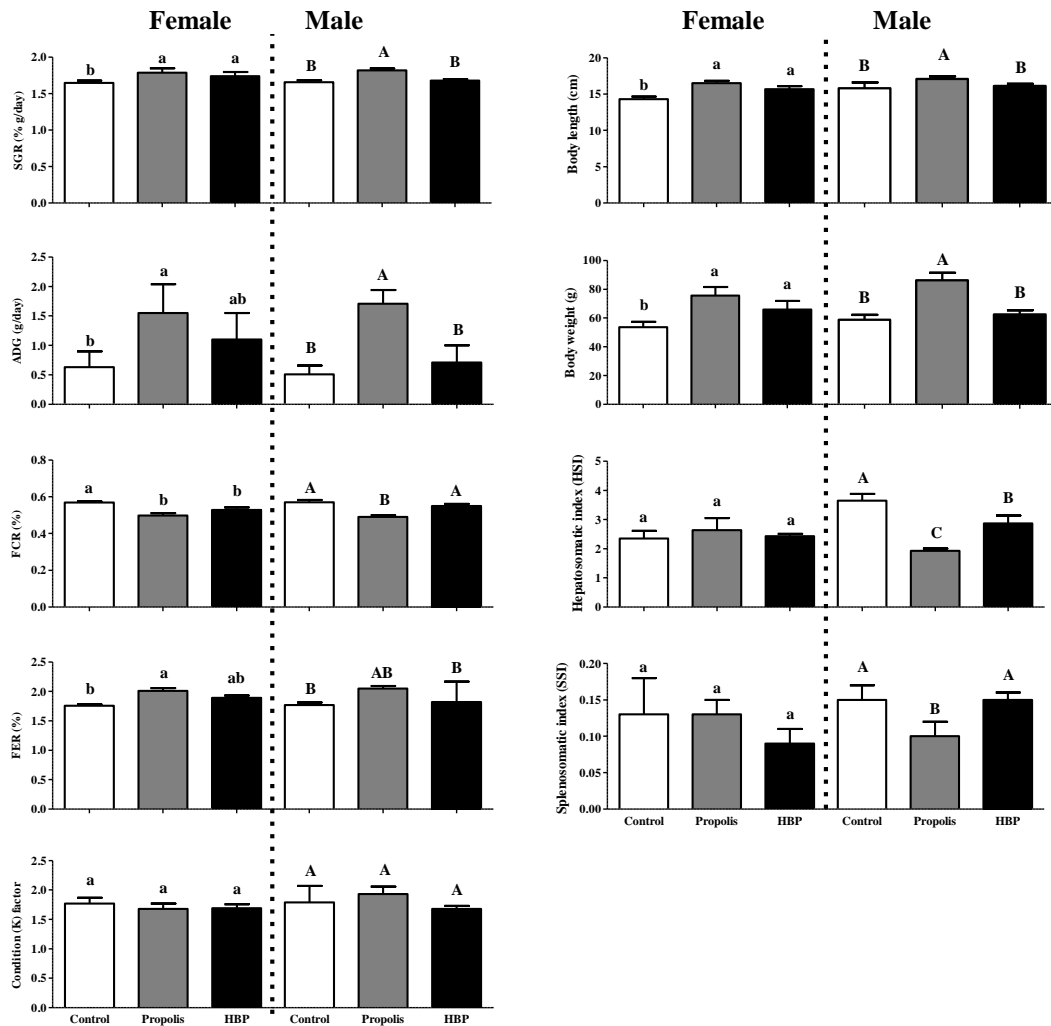 Female Male
SGR (% g/day)
2.0
1.5
1.0
0.5
0.0
b a a B A B
ADG (g/day)
2.5
2.0
1.5
1.0
0.5
0.0
b a ab B A B
FCR (%)
0.8
0.6
0.4
0.2
0.0
a b b A B A
FER (%)
2.5
2.0
1.5
1.0
0.5
0.0
b a ab B AB B
Condition (K) factor
2.5
2.0
1.5
1.0
0.5
0.0
a a a A A A
Control Propolis HBP Control Propolis HBP
Female Male
Body length (cm)
20
15
10
5
0
b a a B A B
Body weight (g)
100
80
60
40
20
0
b a a B A B
Hepatosomatic index (HSI)
5
4
3
2
1
0
a a a A C B
Splenosomatic index (SSI)
0.20
0.15
0.10
0.05
0.00
a a a A B A
Control Propolis HBP Control Propolis HBP